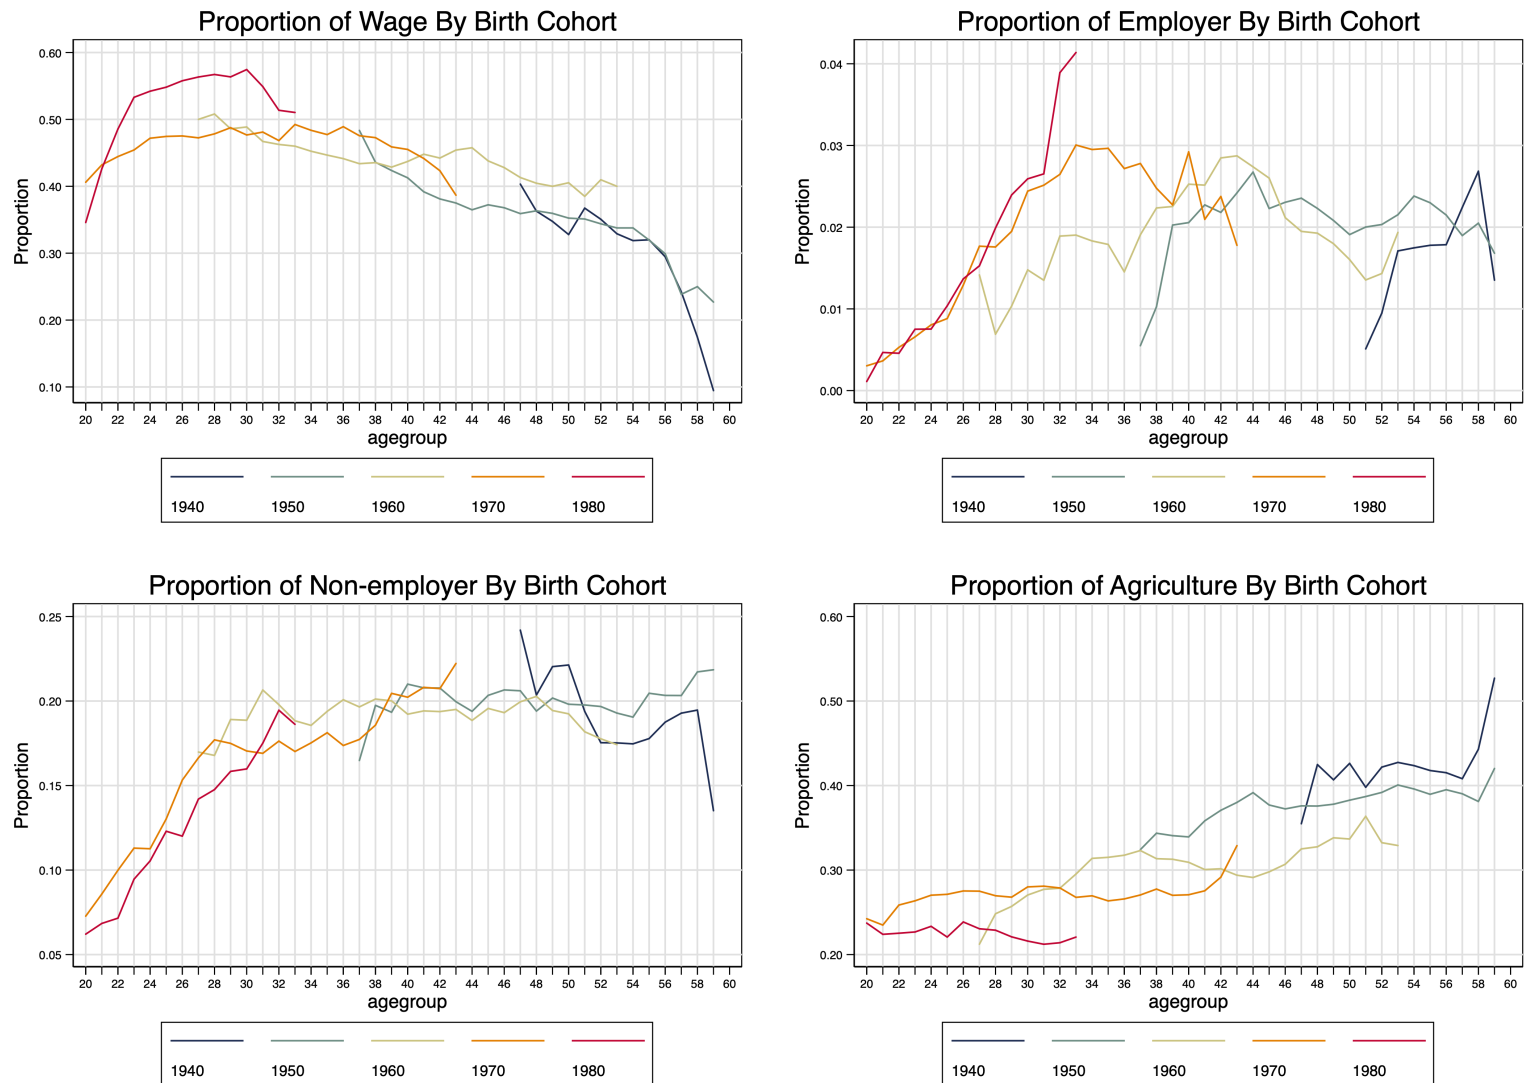 Proportion of Wage By Birth Cohort
Proportion
0.60
0.50
0.40
0.30
0.20
0.10
20 22 24 26 28 30 32 34 36 38 40 42 44 46 48 50 52 54 56 58 60
agegroup
1940 1950 1960 1970 1980
Proportion of Employer By Birth Cohort
Proportion
0.04
0.03
0.02
0.01
0.00
20 22 24 26 28 30 32 34 36 38 40 42 44 46 48 50 52 54 56 58 60
agegroup
1940 1950 1960 1970 1980
Proportion of Non-employer By Birth Cohort
Proportion
0.25
0.20
0.15
0.10
0.05
20 22 24 26 28 30 32 34 36 38 40 42 44 46 48 50 52 54 56 58 60
agegroup
1940 1950 1960 1970 1980
Proportion of Agriculture By Birth Cohort
Proportion
0.60
0.50
0.40
0.30
0.20
20 22 24 26 28 30 32 34 36 38 40 42 44 46 48 50 52 54 56 58 60
agegroup
1940 1950 1960 1970 1980